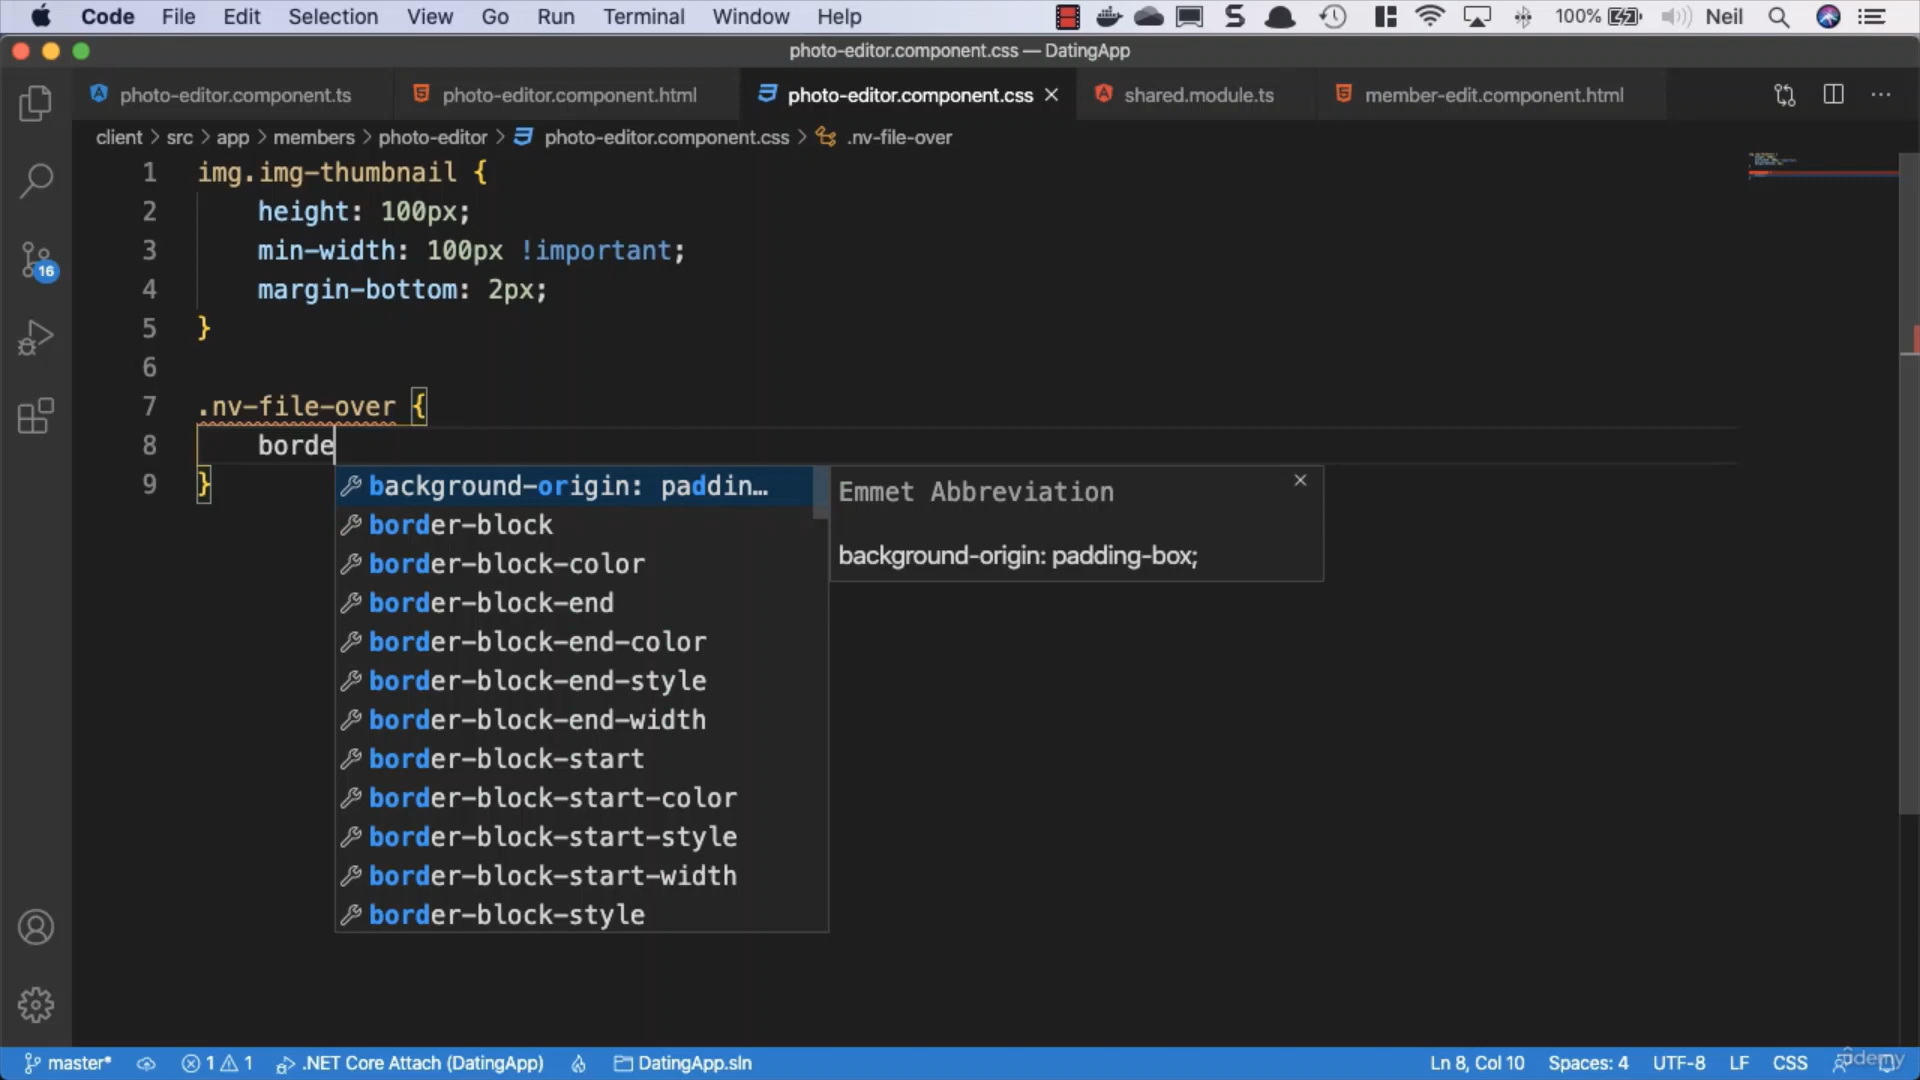 Code File Edit Selection View Go Run Terminal Window Help 100% Neil
photo-editor.component.css — DatingApp
photo-editor.component.ts photo-editor.component.html photo-editor.component.css shared.module.ts member-edit.component.html
client > src > app > members > photo-editor > photo-editor.component.css > .nv-file-over
1 img.img-thumbnail {
2 height: 100px;
3 min-width: 100px !important;
4 margin-bottom: 2px;
5 }
6
7 .nv-file-over {
8 borde
9 }
16
background-origin: paddin…
border-block
border-block-color
border-block-end
border-block-end-color
border-block-end-style
border-block-end-width
border-block-start
border-block-start-color
border-block-start-style
border-block-start-width
border-block-style
Emmet Abbreviation
background-origin: padding-box;
master* 1 1 .NET Core Attach (DatingApp) DatingApp.sln Ln 8, Col 10 Spaces: 4 UTF-8 LF CSS
udemy